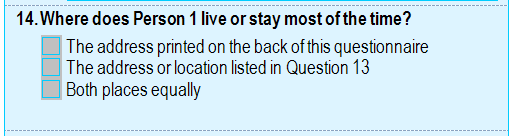 14. Where does Person 1 live or stay most of the time?
The address printed on the back of this questionnaire
The address or location listed in Question 13
Both places equally